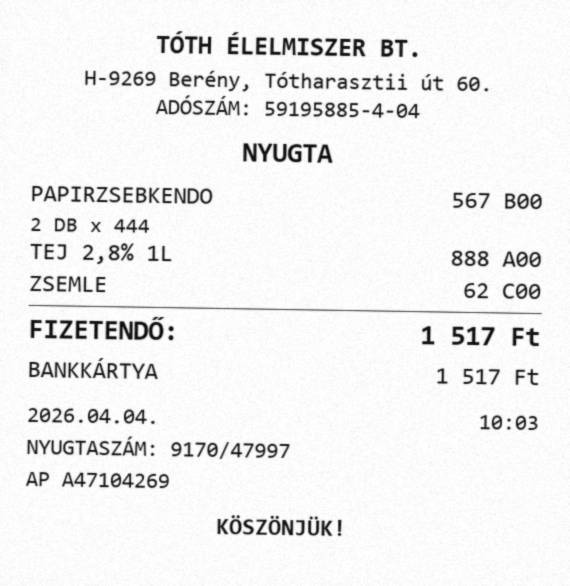 TÓTH ÉLELMISZER BT.
H-9269 Berény, Tótharasztii út 60.
ADÓSZÁM: 59195885-4-04
NYUGTA
PAPIRZSEBKENDO 567 B00
2 DB x 444
TEJ 2,8% 1L 888 A00
ZSEMLE 62 C00
FIZETENDŐ: 1 517 Ft
BANKKÁRTYA 1 517 Ft
2026.04.04. 10:03
NYUGTASZÁM: 9170/47997
AP A47104269
KÖSZÖNJÜK!